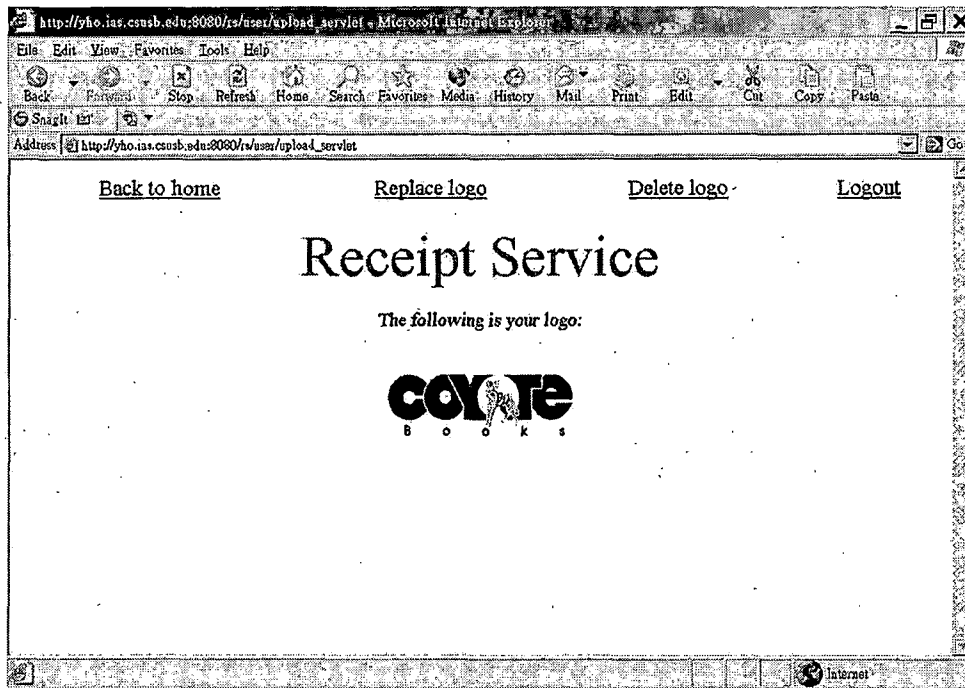 http://yho.ias.csusb.edu:8080/rs/user/upload_servlet - Microsoft Internet Explorer
File Edit View Favorites Tools Help
Back Forward Stop Refresh Home Search Favorites Media History Mail Print Edit Cut Copy Paste
SnagIt
Address http://yho.ias.csusb.edu:8080/rs/user/upload_servlet Go
Back to home Replace logo Delete logo Logout
Receipt Service
The following is your logo:
COYOTE
Books
Internet